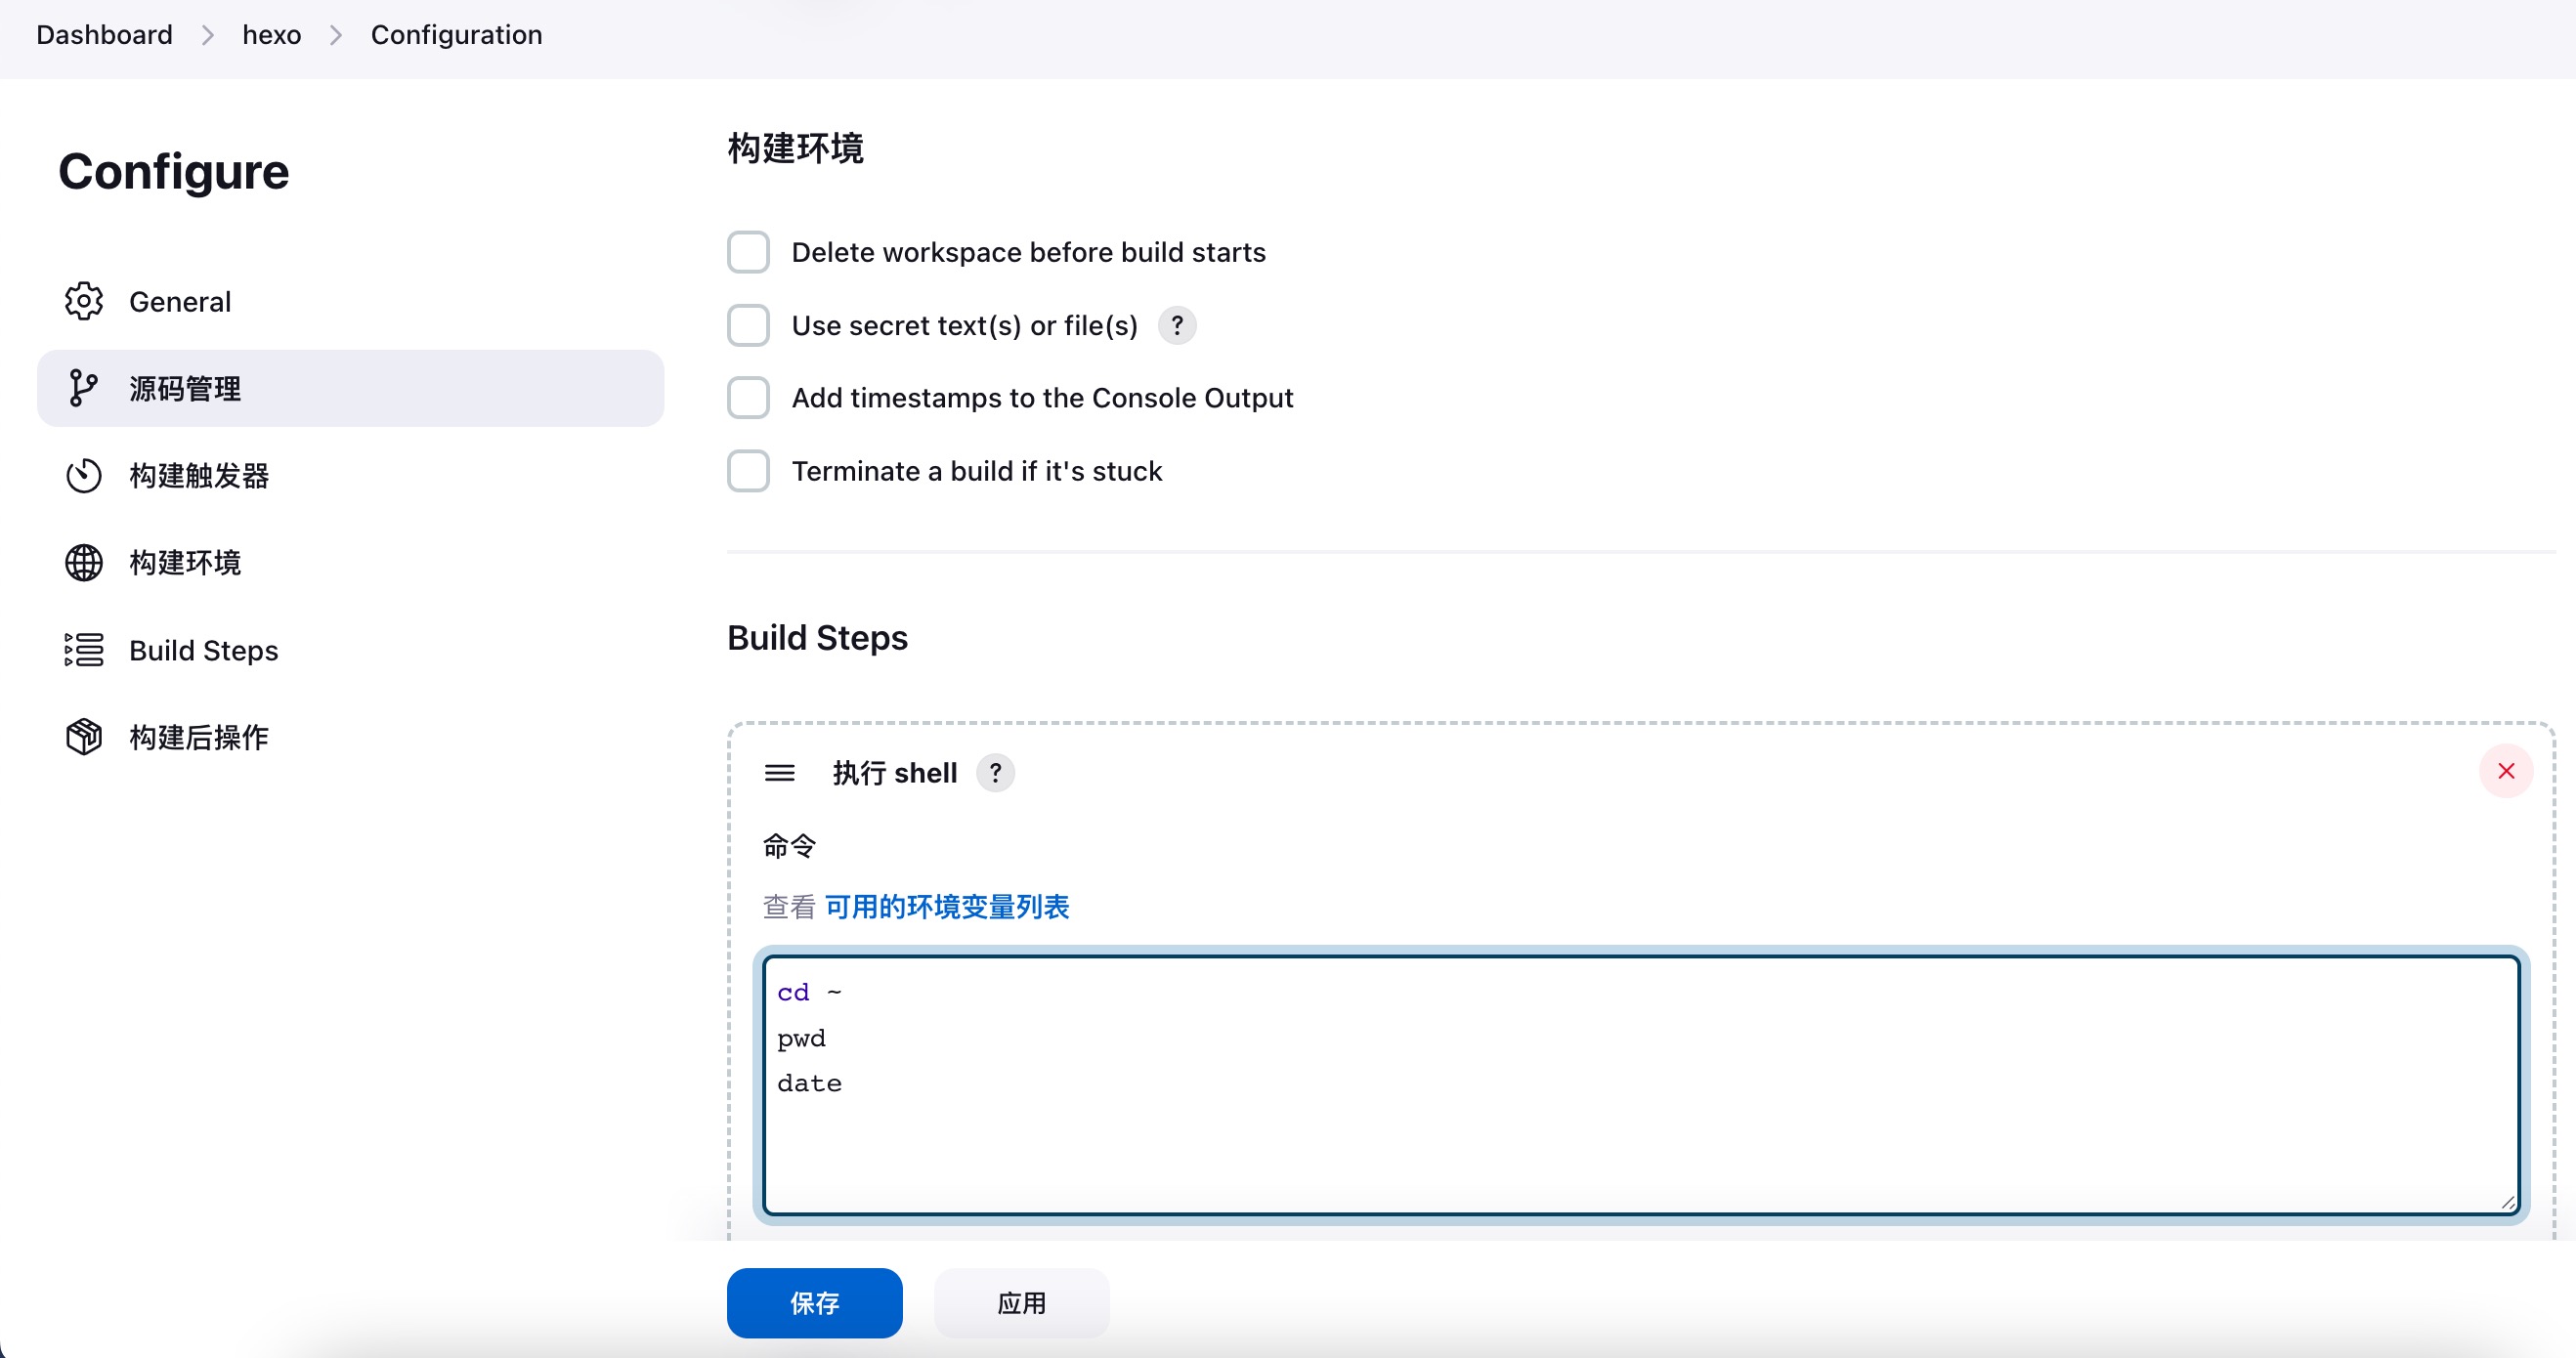 Dashboard > hexo > Configuration
Configure
General
源码管理
构建触发器
构建环境
Build Steps
构建后操作
构建环境
Delete workspace before build starts
Use secret text(s) or file(s) ?
Add timestamps to the Console Output
Terminate a build if it's stuck
Build Steps
执行 shell ?
命令
查看 可用的环境变量列表
cd ~
pwd
date
保存
应用